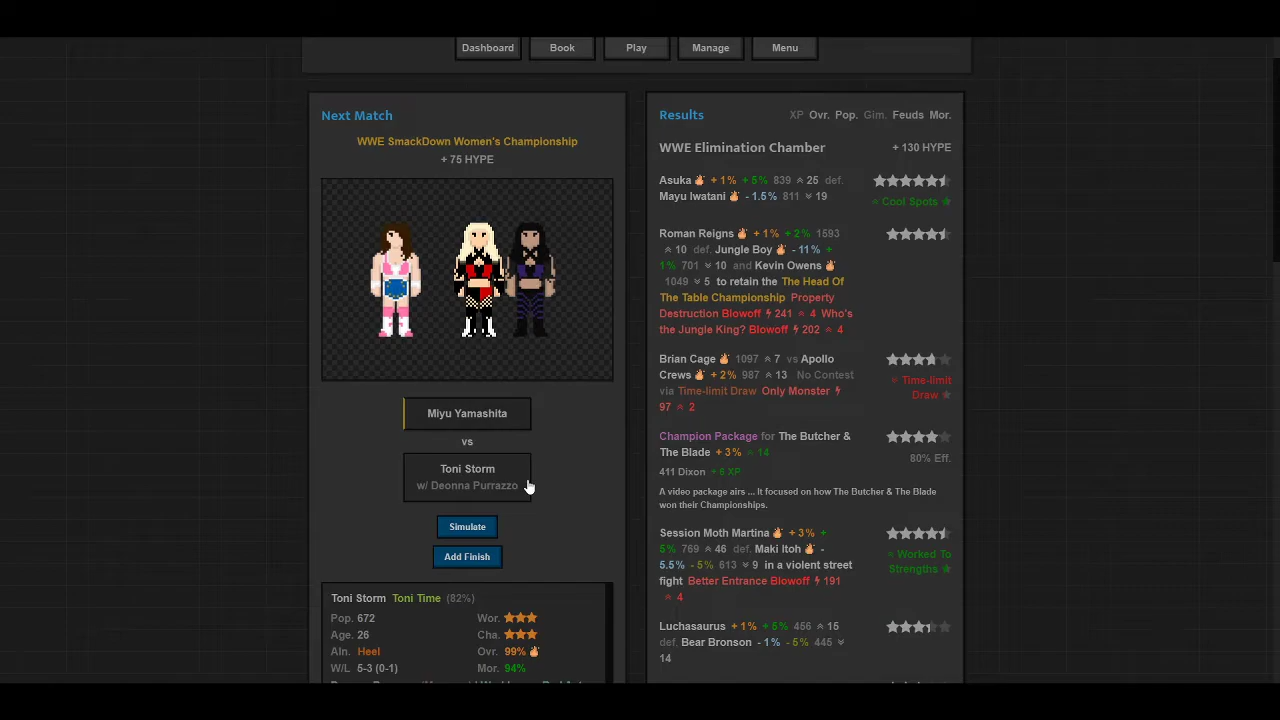 Dashboard
Book
Play
Manage
Menu
Next Match
WWE SmackDown Women's Championship
+ 75 HYPE
Miyu Yamashita
vs
Toni Storm
w/ Deonna Purrazzo
Simulate
Add Finish
Toni Storm Toni Time (82%)
Pop. 672 Wor.
Age. 26 Cha.
Aln. Heel Ovr. 99%
W/L 5-3 (0-1) Mor. 94%
Results XP Ovr. Pop. Gim. Feuds Mor.
WWE Elimination Chamber + 130 HYPE
Asuka + 1% + 5% 839 25 def.
Mayu Iwatani - 1.5% 811 19
Cool Spots
Roman Reigns + 1% + 2% 1593
10 def. Jungle Boy - 11% +
1% 701 10 and Kevin Owens
1049 5 to retain the The Head Of
The Table Championship Property
Destruction Blowoff 241 4 Who's
the Jungle King? Blowoff 202 4
Brian Cage 1097 7 vs Apollo
Crews + 2% 987 13 No Contest
via Time-limit Draw Only Monster
97 2
Time-limit
Draw
Champion Package for The Butcher &
The Blade + 3% 14
80% Eff.
411 Dixon + 6 XP
A video package airs ... It focused on how The Butcher & The Blade
won their Championships.
Session Moth Martina + 3% +
5% 769 46 def. Maki Itoh -
5.5% - 5% 613 9 in a violent street
fight Better Entrance Blowoff 191
4
Worked To
Strengths
Luchasaurus + 1% + 5% 456 15
def. Bear Bronson - 1% - 5% 445
14